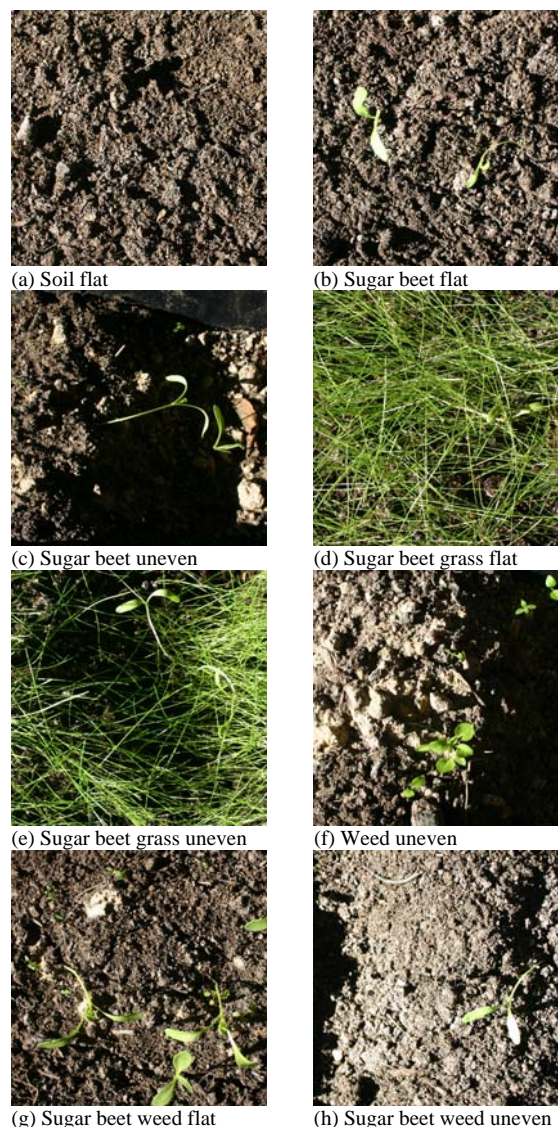 (a) Soil flat
(b) Sugar beet flat
(c) Sugar beet uneven
(d) Sugar beet grass flat
(e) Sugar beet grass uneven
(f) Weed uneven
(g) Sugar beet weed flat
(h) Sugar beet weed uneven